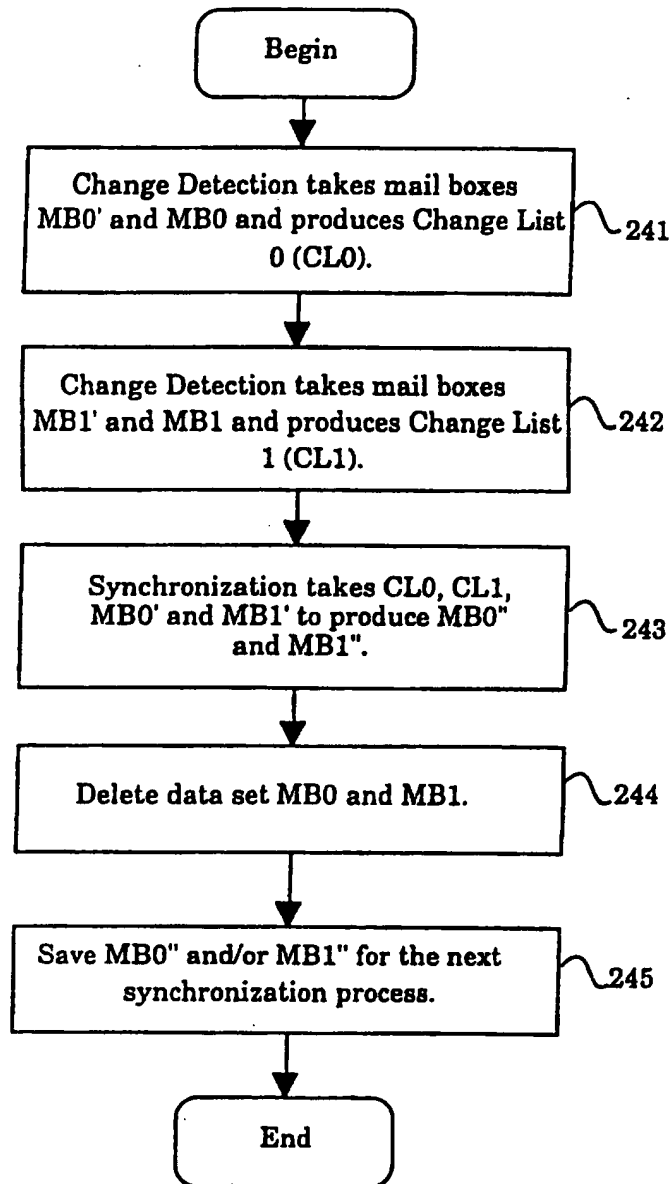 Begin
Change Detection takes mail boxes
MB0' and MB0 and produces Change List
0 (CL0).
241
Change Detection takes mail boxes
MB1' and MB1 and produces Change List
1 (CL1).
242
Synchronization takes CL0, CL1,
MB0' and MB1' to produce MB0"
and MB1".
243
Delete data set MB0 and MB1.
244
Save MB0" and/or MB1" for the next
synchronization process.
245
End